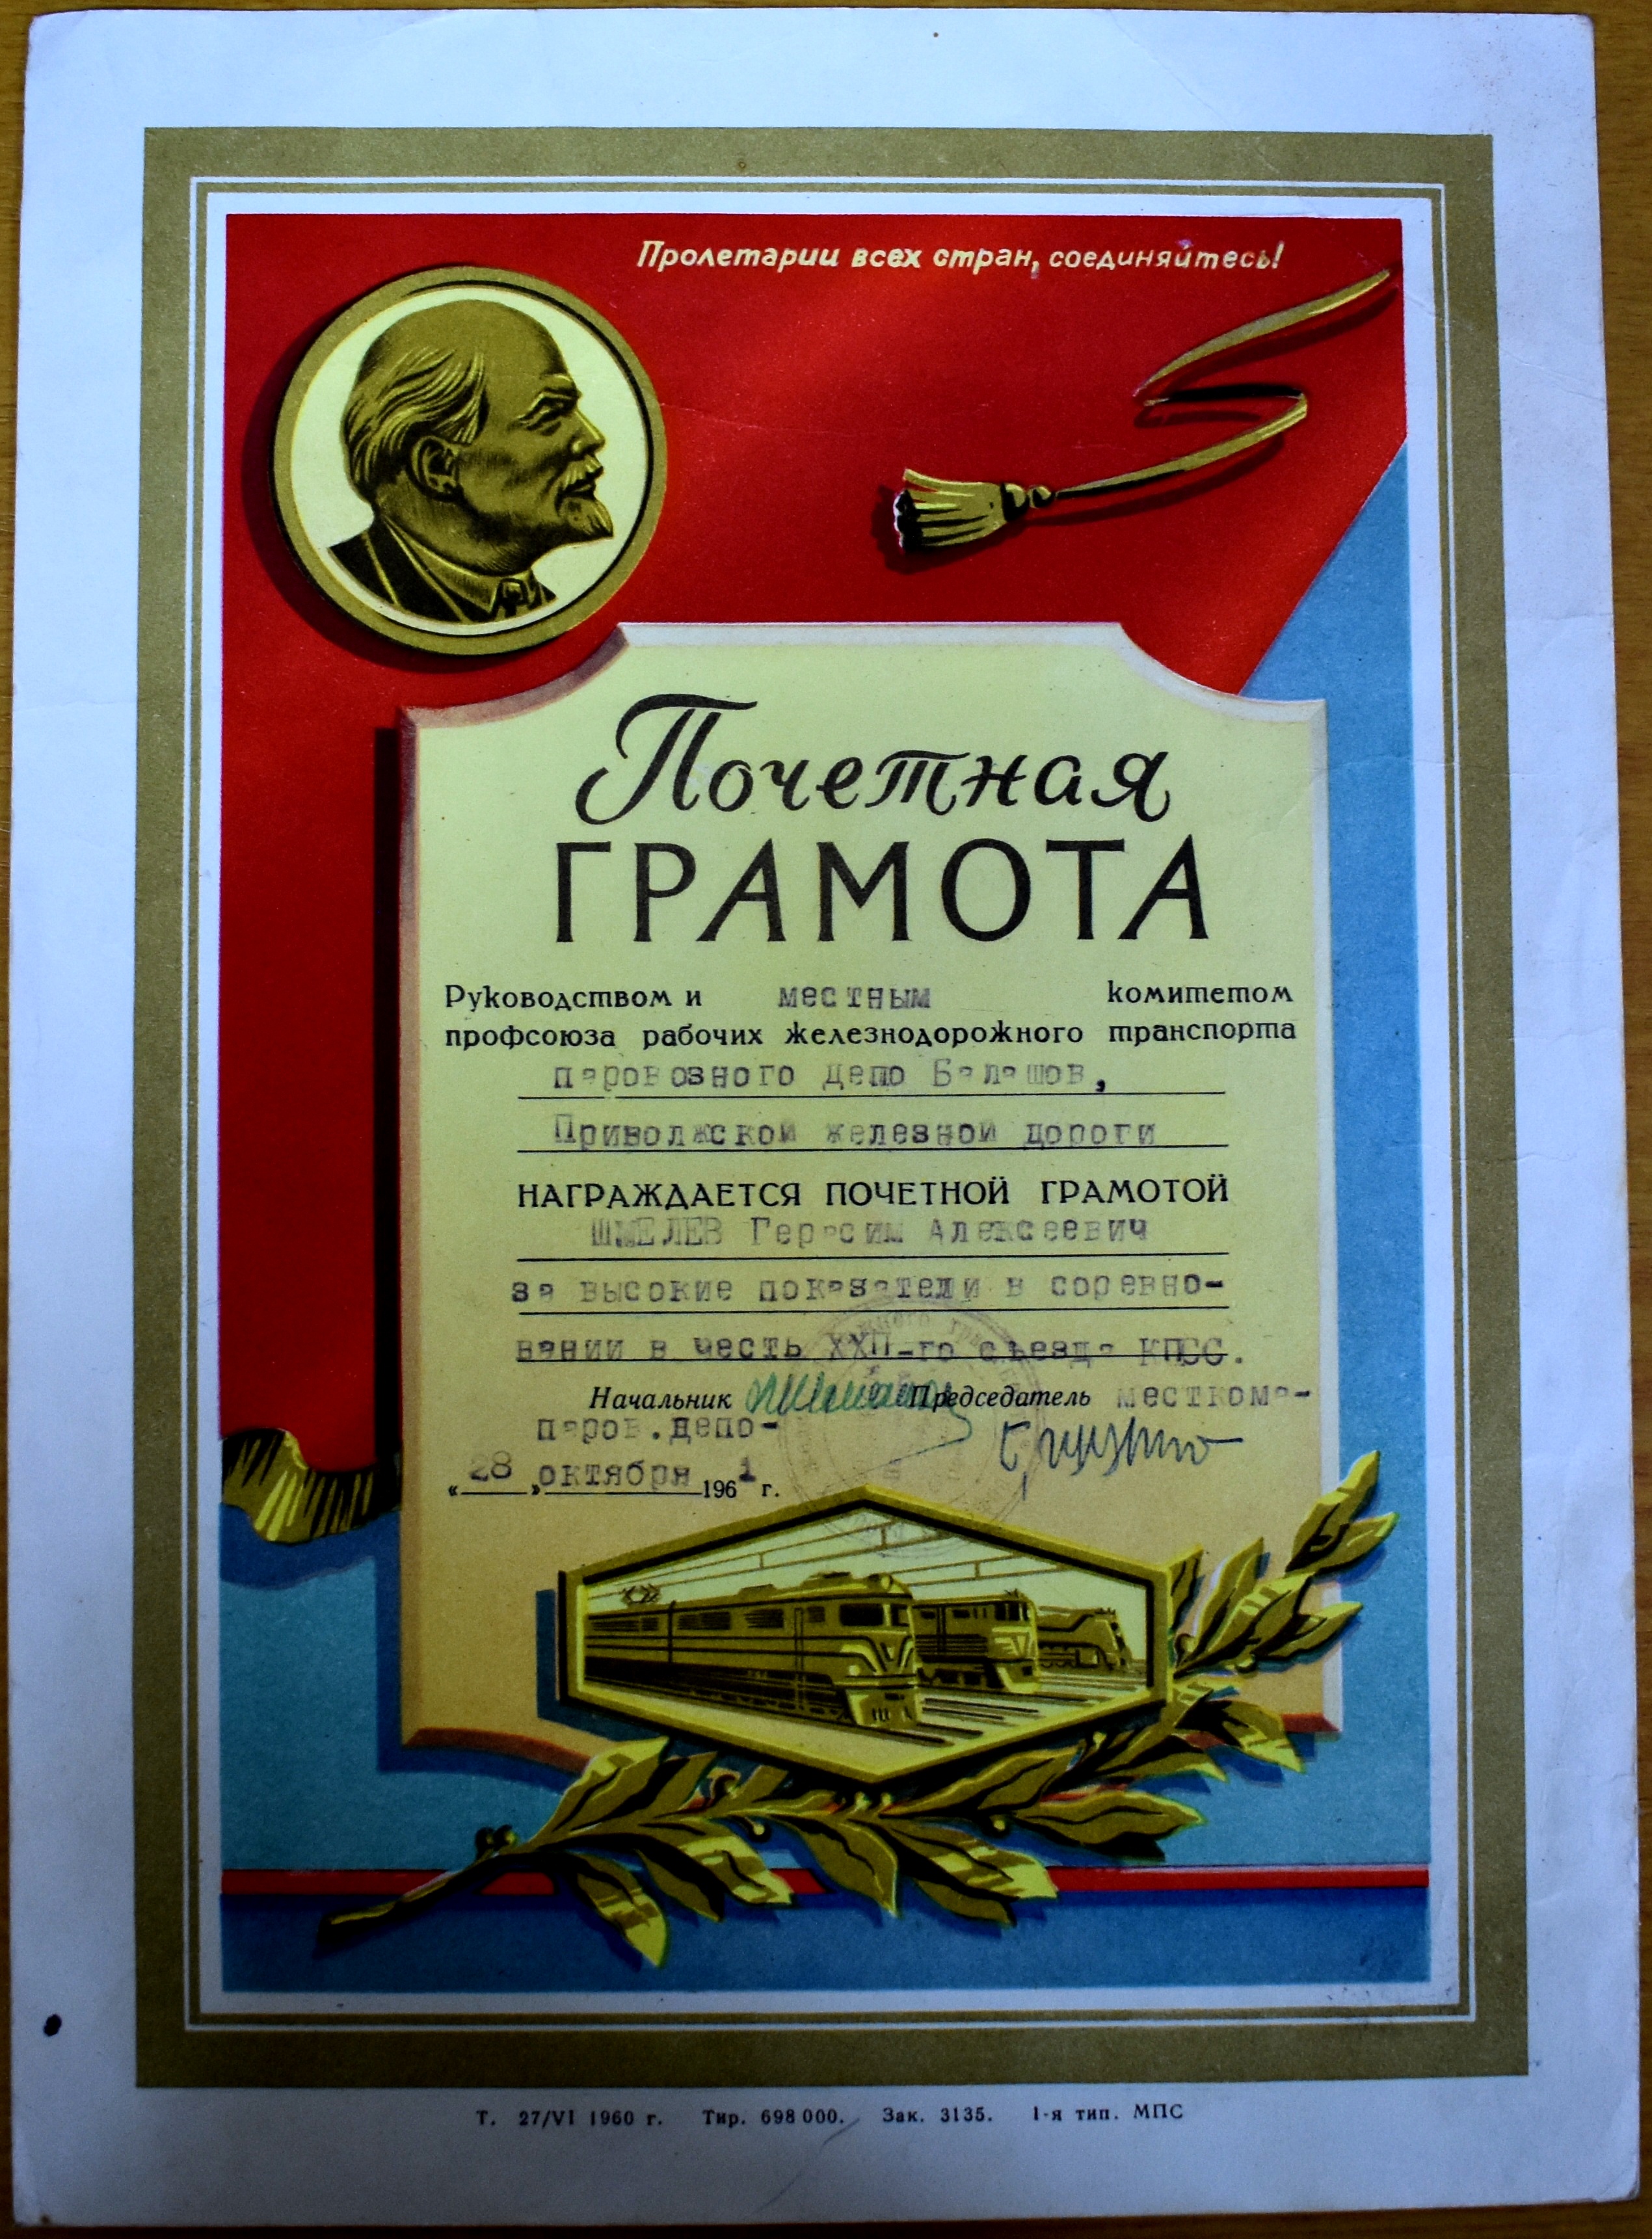 Пролетарии всех стран, соединяйтесь!
Почетная
ГРАМОТА
Руководством и местным комитетом
профсоюза рабочих железнодорожного транспорта
паровозного депо Балашов,
Приволжской железной дороги
НАГРАЖДАЕТСЯ ПОЧЕТНОЙ ГРАМОТОЙ
ШМЕЛЕВ Герасим Алексеевич
за высокие показатели в соревно-
вании в честь ХХП-го съезда КПСС.
Начальник Председатель месткома-
паров.депо-
«28» октября 1961 г.
Т. 27/VI 1960 г. Тир. 698 000. Зак. 3135. 1-я тип. МПС